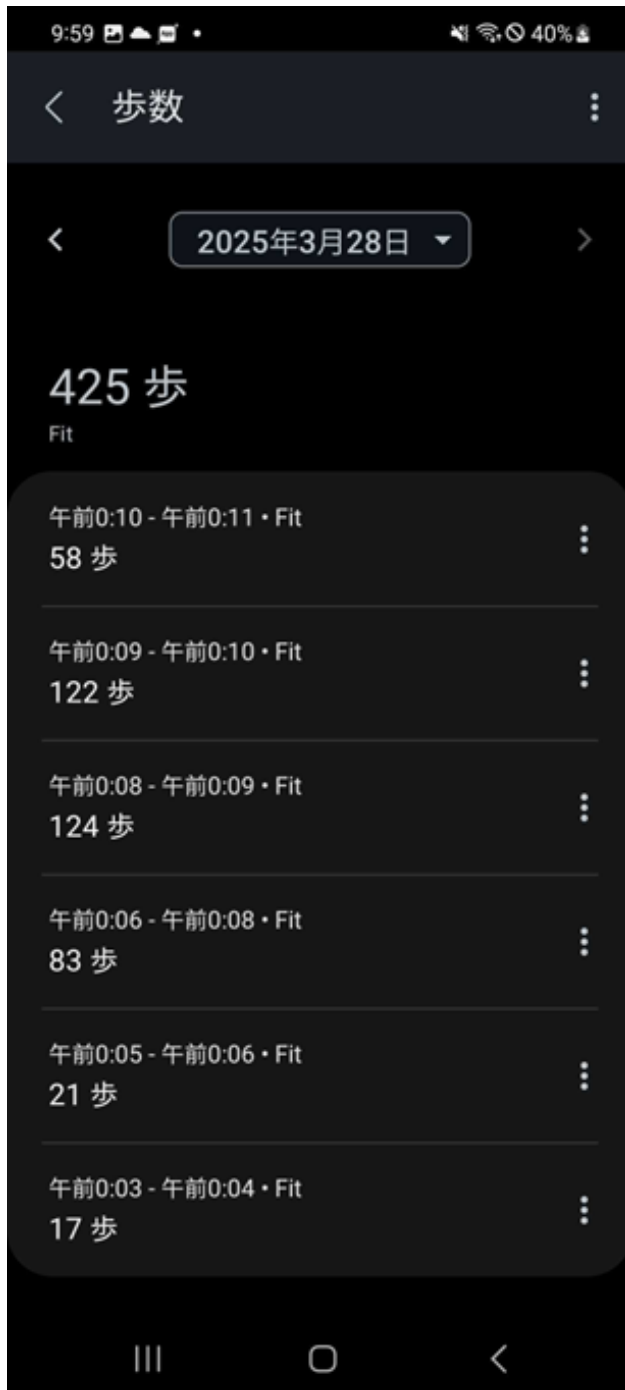 9:59
40%
歩数
2025年3月28日
425 歩
Fit
午前0:10 - 午前0:11 • Fit
58 歩
午前0:09 - 午前0:10 • Fit
122 歩
午前0:08 - 午前0:09 • Fit
124 歩
午前0:06 - 午前0:08 • Fit
83 歩
午前0:05 - 午前0:06 • Fit
21 歩
午前0:03 - 午前0:04 • Fit
17 歩